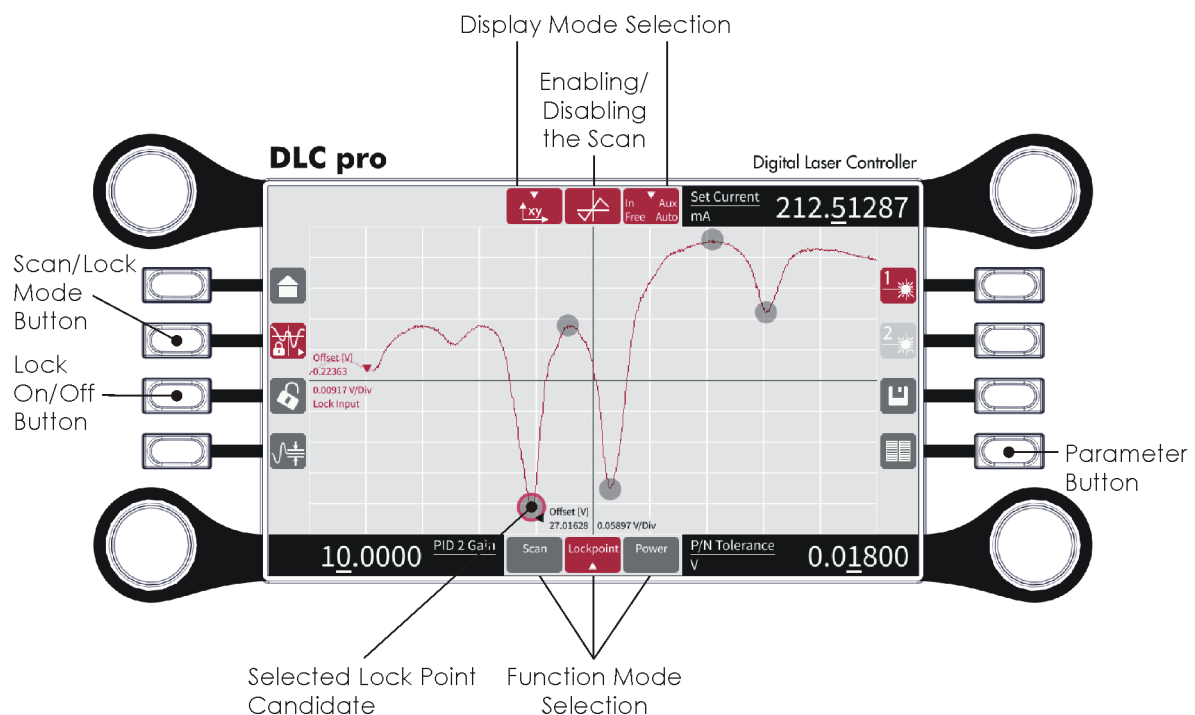 Display Mode Selection
Enabling/
Disabling
the Scan
DLC pro
Digital Laser Controller
xy
In Aux
Free Auto
Set Current
mA
212.51287
Scan/Lock
Mode
Button
Lock
On/Off
Button
1
2
Offset [V]
-0.22363
0.00917 V/Div
Lock Input
Parameter
Button
Offset [V]
27.01628 0.05897 V/Div
10.0000
PID 2 Gain
Scan
Lockpoint
Power
P/N Tolerance
V
0.01800
Selected Lock Point
Candidate
Function Mode
Selection